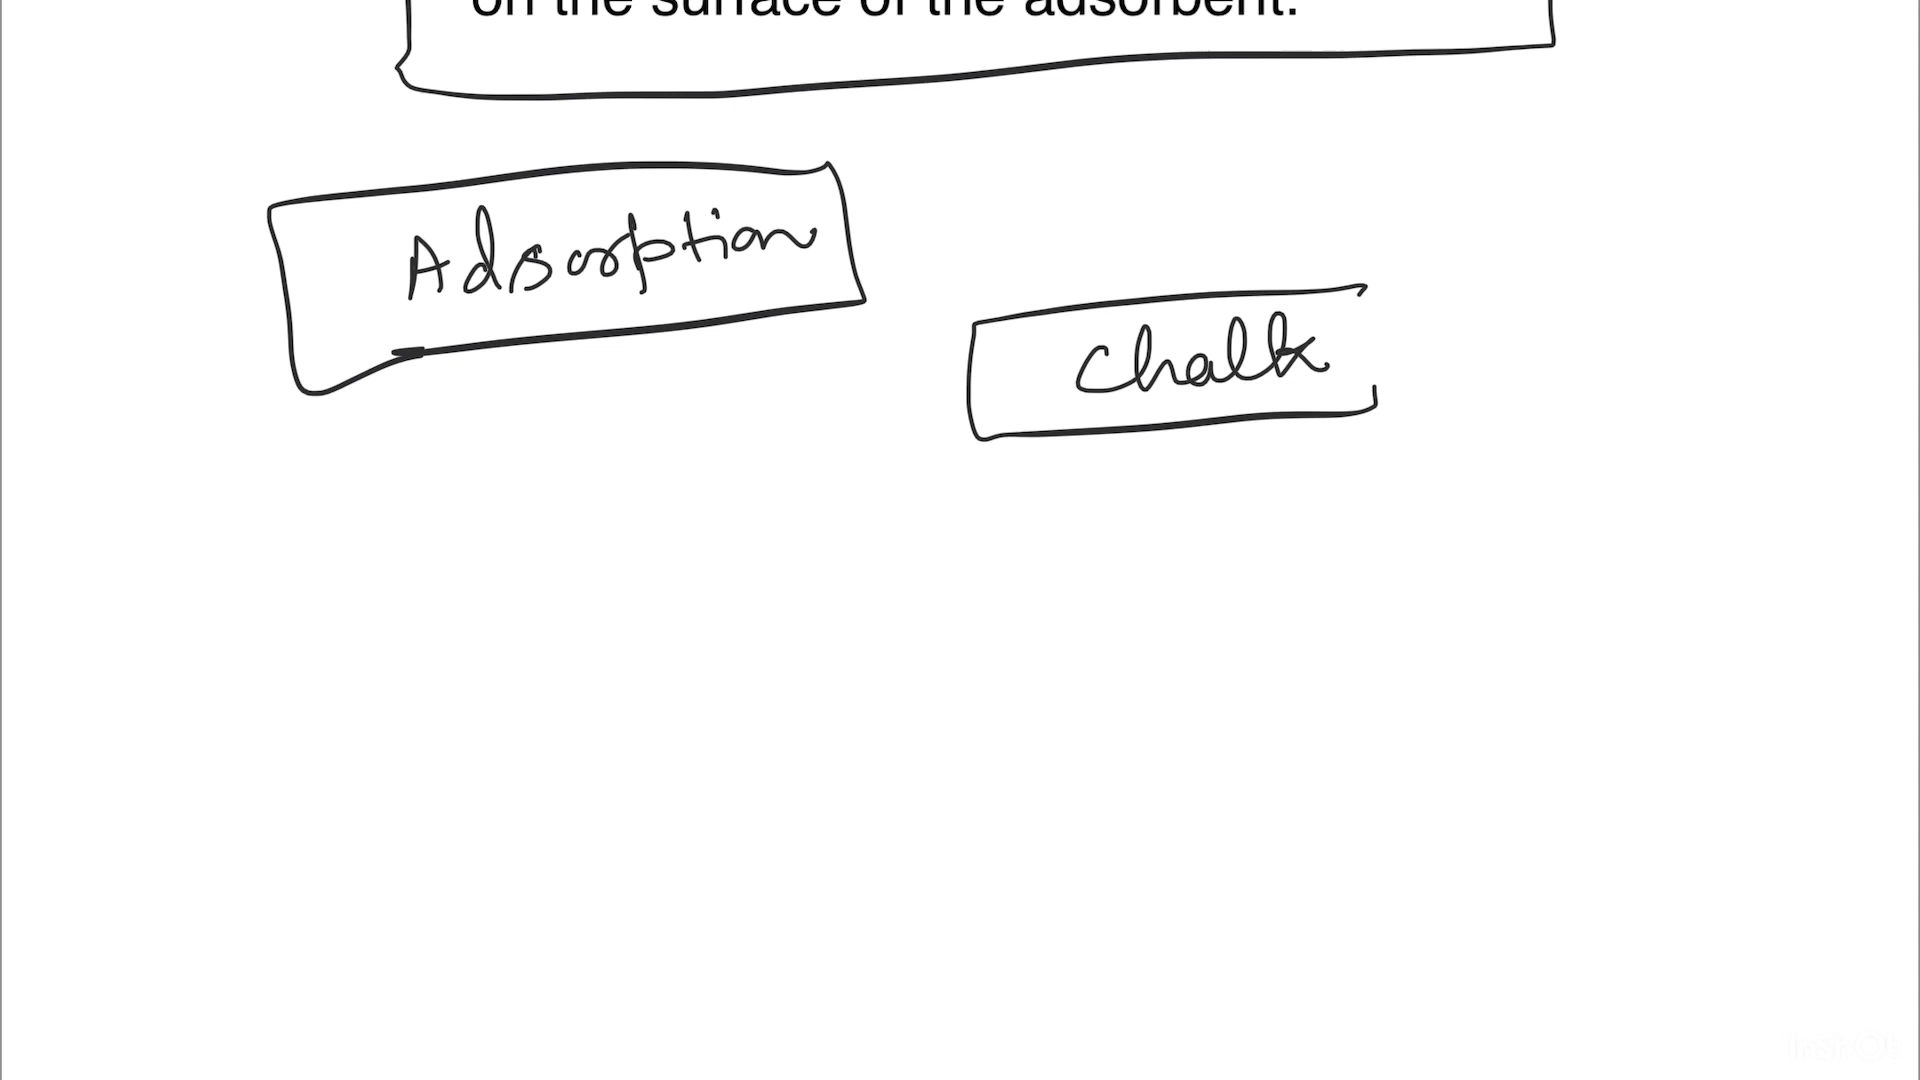 on the surface of the adsorbent.
Adsorption
Chalk